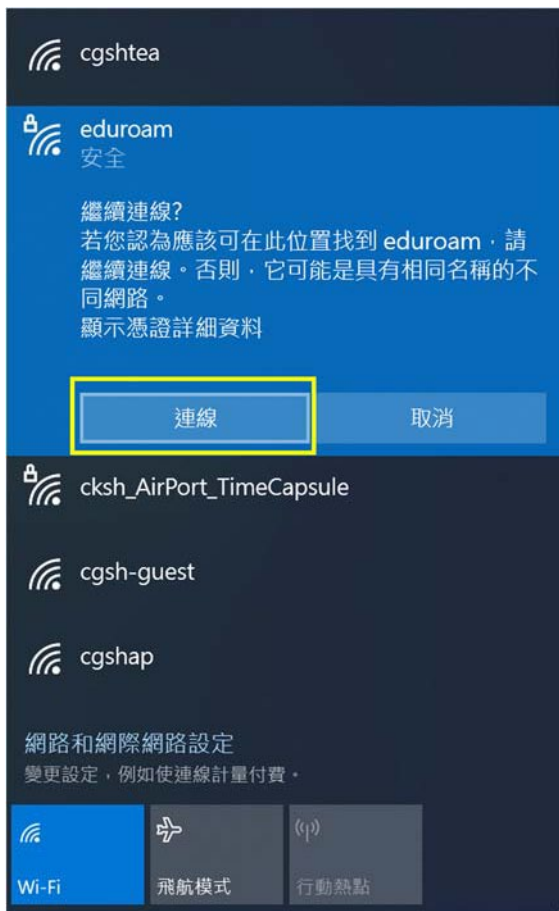 cgshtea
eduroam
安全
繼續連線?
若您認為應該可在此位置找到 eduroam，請
繼續連線。否則，它可能是具有相同名稱的不
同網路。
顯示憑證詳細資料
連線
取消
cksh_AirPort_TimeCapsule
cgsh-guest
cgshap
網路和網際網路設定
變更設定，例如使連線計量付費。
Wi-Fi
飛航模式
行動熱點